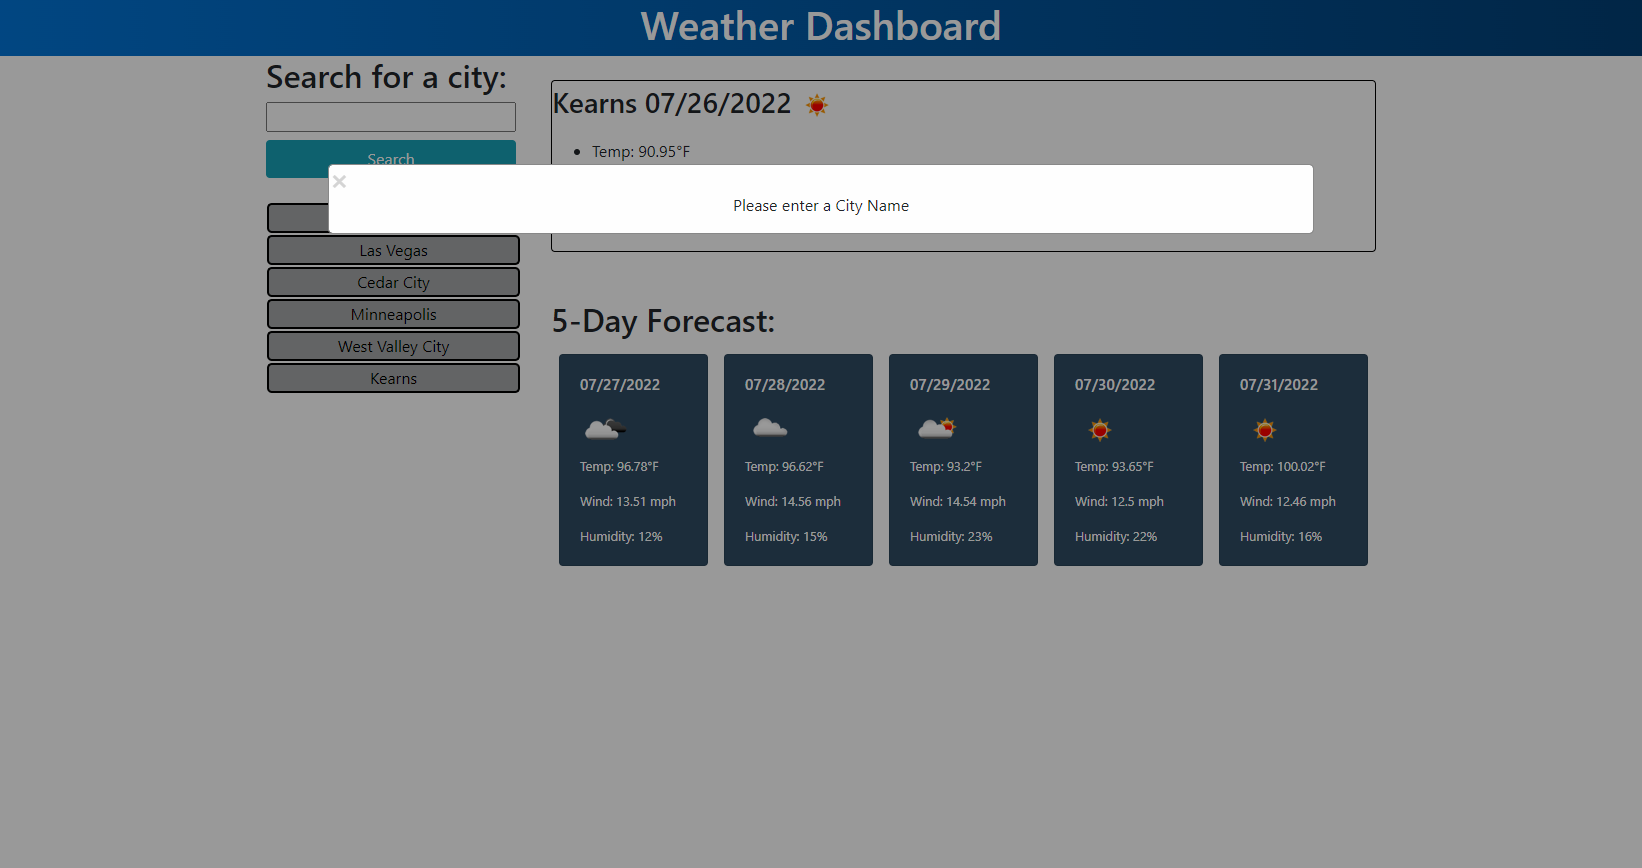 Weather Dashboard
Search for a city:
Search
Las Vegas
Cedar City
Minneapolis
West Valley City
Kearns
Kearns 07/26/2022
Temp: 90.95°F
×
Please enter a City Name
5-Day Forecast:
07/27/2022
Temp: 96.78°F
Wind: 13.51 mph
Humidity: 12%
07/28/2022
Temp: 96.62°F
Wind: 14.56 mph
Humidity: 15%
07/29/2022
Temp: 93.2°F
Wind: 14.54 mph
Humidity: 23%
07/30/2022
Temp: 93.65°F
Wind: 12.5 mph
Humidity: 22%
07/31/2022
Temp: 100.02°F
Wind: 12.46 mph
Humidity: 16%